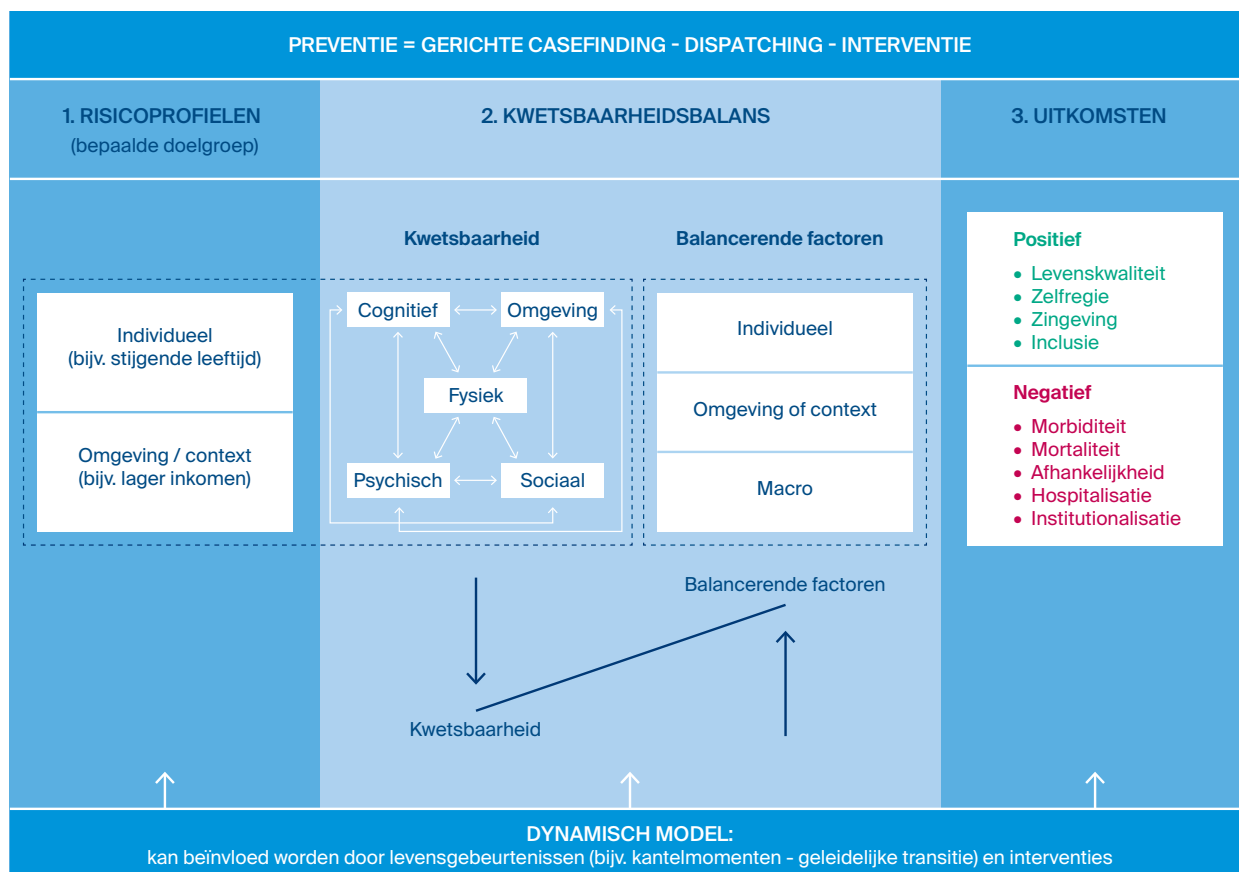 PREVENTIE = GERICHTE CASEFINDING - DISPATCHING - INTERVENTIE
1. RISICOPROFIELEN
(bepaalde doelgroep)
2. KWETSBAARHEIDSBALANS
3. UITKOMSTEN
Individueel
(bijv. stijgende leeftijd)
Omgeving / context
(bijv. lager inkomen)
Kwetsbaarheid
Cognitief
Omgeving
Fysiek
Psychisch
Sociaal
Balancerende factoren
Individueel
Omgeving of context
Macro
Balancerende factoren
Kwetsbaarheid
Positief
• Levenskwaliteit
• Zelfregie
• Zingeving
• Inclusie
Negatief
• Morbiditeit
• Mortaliteit
• Afhankelijkheid
• Hospitalisatie
• Institutionalisatie
DYNAMISCH MODEL:
kan beïnvloed worden door levensgebeurtenissen (bijv. kantelmomenten - geleidelijke transitie) en interventies